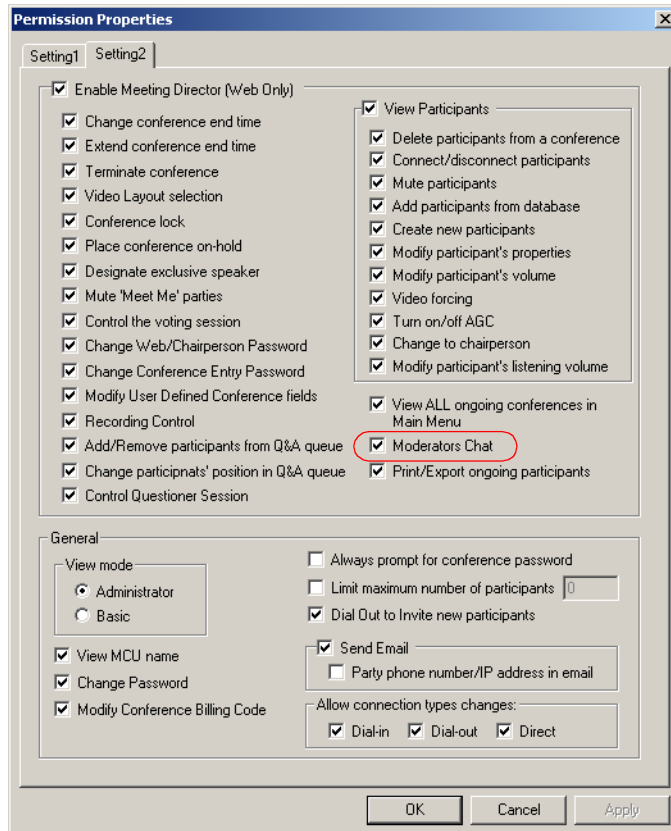 Permission Properties
Setting1
Setting2
Enable Meeting Director (Web Only)
Change conference end time
Extend conference end time
Terminate conference
Video Layout selection
Conference lock
Place conference on-hold
Designate exclusive speaker
Mute 'Meet Me' parties
Control the voting session
Change Web/Chairperson Password
Change Conference Entry Password
Modify User Defined Conference fields
Recording Control
Add/Remove participants from Q&A queue
Change participnats' position in Q&A queue
Control Questioner Session
View Participants
Delete participants from a conference
Connect/disconnect participants
Mute participants
Add participants from database
Create new participants
Modify participant's properties
Modify participant's volume
Video forcing
Turn on/off AGC
Change to chairperson
Modify participant's listening volume
View ALL ongoing conferences in
Main Menu
Moderators Chat
Print/Export ongoing participants
General
View mode
Administrator
Basic
View MCU name
Change Password
Modify Conference Billing Code
Always prompt for conference password
Limit maximum number of participants 0
Dial Out to Invite new participants
Send Email
Party phone number/IP address in email
Allow connection types changes:
Dial-in Dial-out Direct
OK Cancel Apply